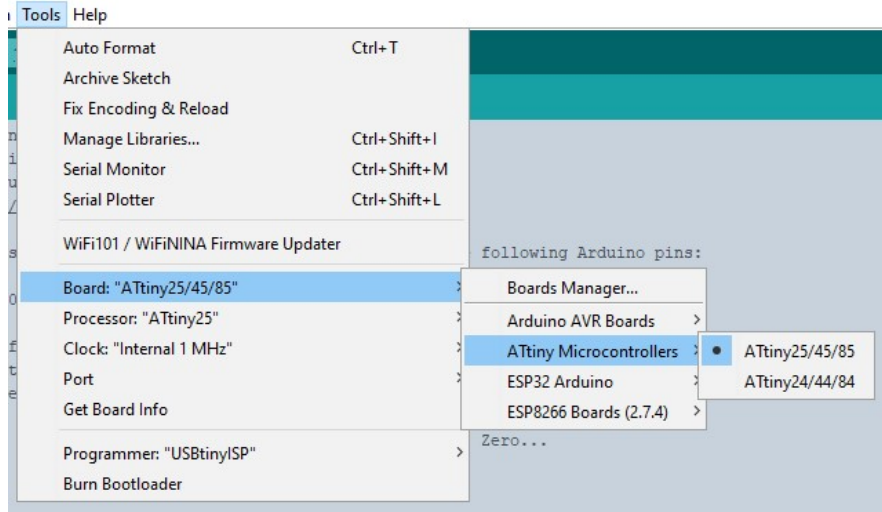 Tools Help
Auto Format Ctrl+T
Archive Sketch
Fix Encoding & Reload
Manage Libraries... Ctrl+Shift+I
Serial Monitor Ctrl+Shift+M
Serial Plotter Ctrl+Shift+L
WiFi101 / WiFiNINA Firmware Updater
following Arduino pins:
Board: "ATtiny25/45/85" >
Boards Manager...
Processor: "ATtiny25" >
Arduino AVR Boards >
Clock: "Internal 1 MHz" >
ATtiny Microcontrollers >
ATtiny25/45/85
Port >
ESP32 Arduino >
ATtiny24/44/84
Get Board Info
ESP8266 Boards (2.7.4) >
Zero...
Programmer: "USBtinyISP" >
Burn Bootloader